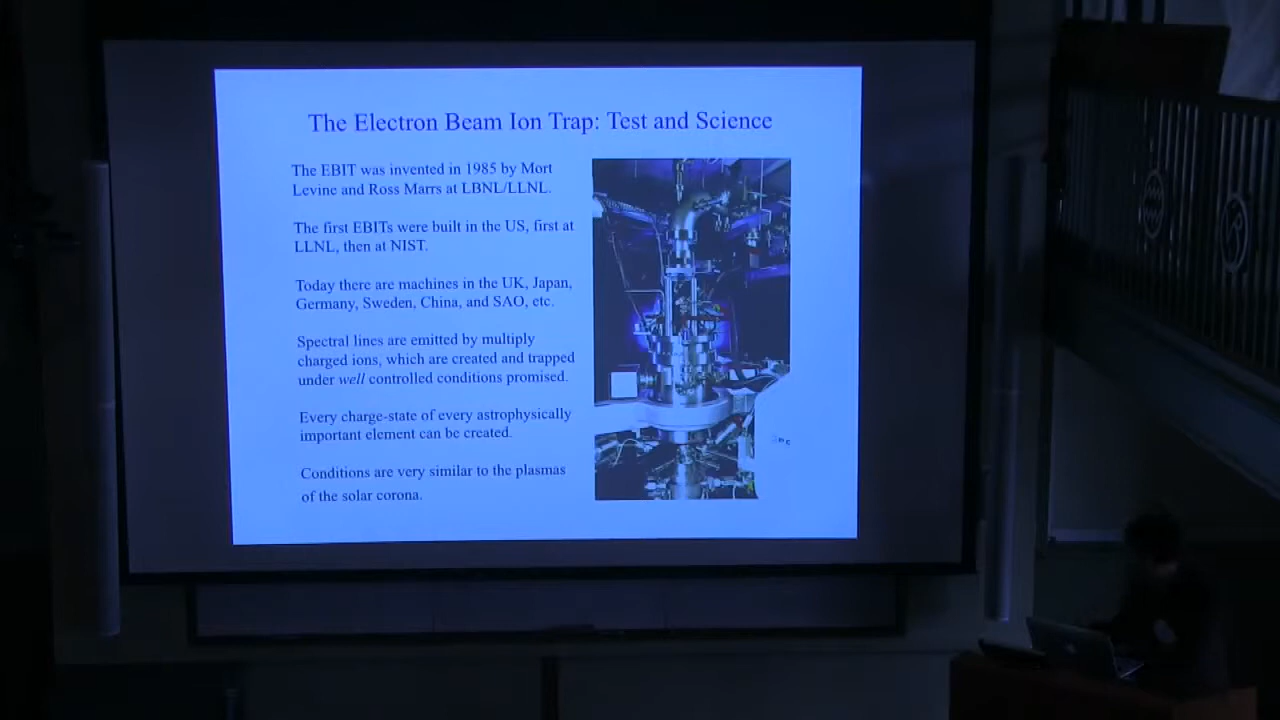 The Electron Beam Ion Trap: Test and Science
The EBIT was invented in 1985 by Mort
Levine and Ross Marrs at LBNL/LLNL.
The first EBITs were built in the US, first at
LLNL, then at NIST.
Today there are machines in the UK, Japan,
Germany, Sweden, China, and SAO, etc.
Spectral lines are emitted by multiply
charged ions, which are created and trapped
under well controlled conditions promised.
Every charge-state of every astrophysically
important element can be created.
Conditions are very similar to the plasmas
of the solar corona.